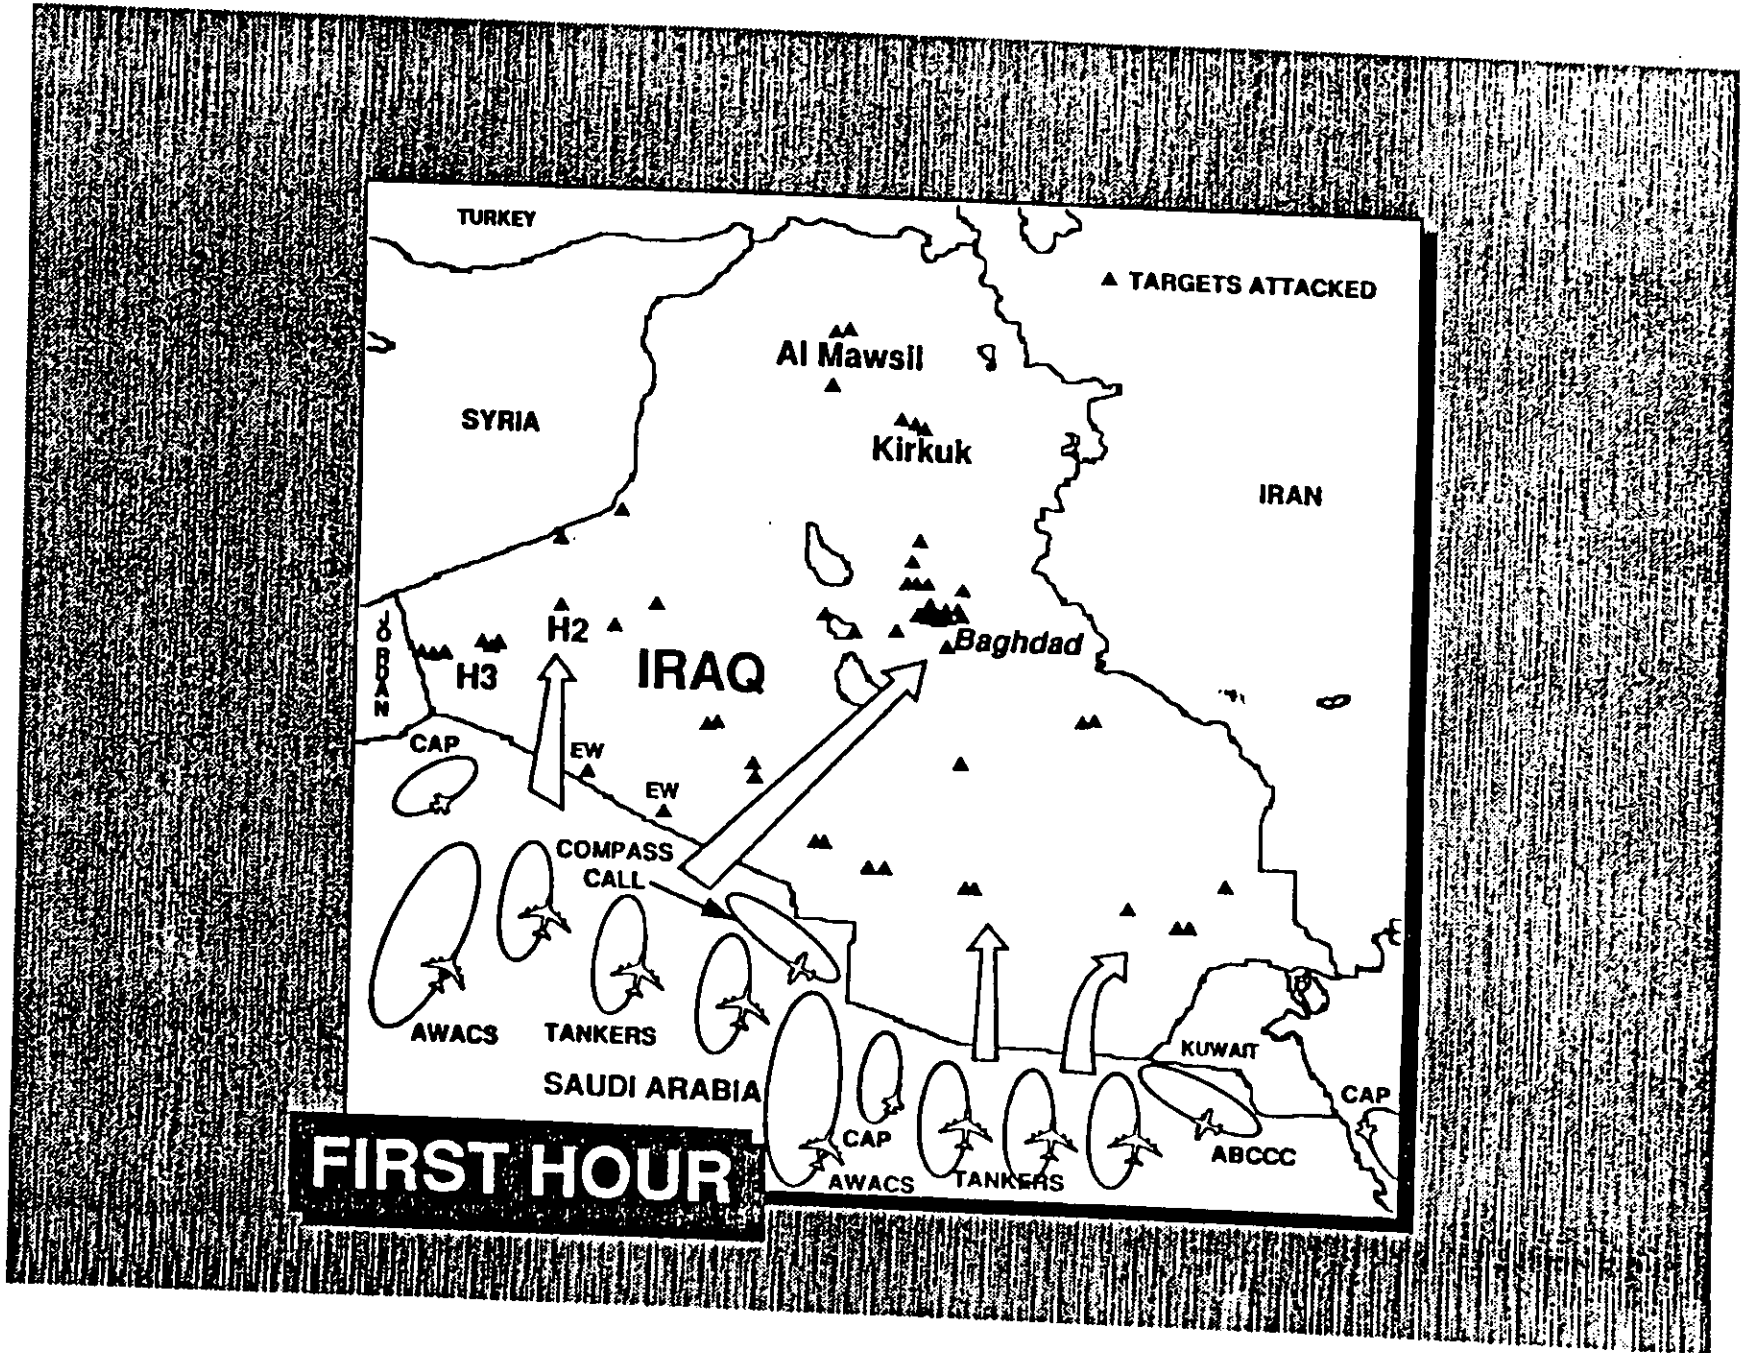 TURKEY
▲ TARGETS ATTACKED
Al Mawsil
SYRIA
Kirkuk
IRAN
JORDAN
H2
Baghdad
H3
IRAQ
CAP
EW
EW
COMPASS
CALL
AWACS
TANKERS
KUWAIT
SAUDI ARABIA
CAP
CAP
ABCCC
AWACS
TANKERS
FIRST HOUR